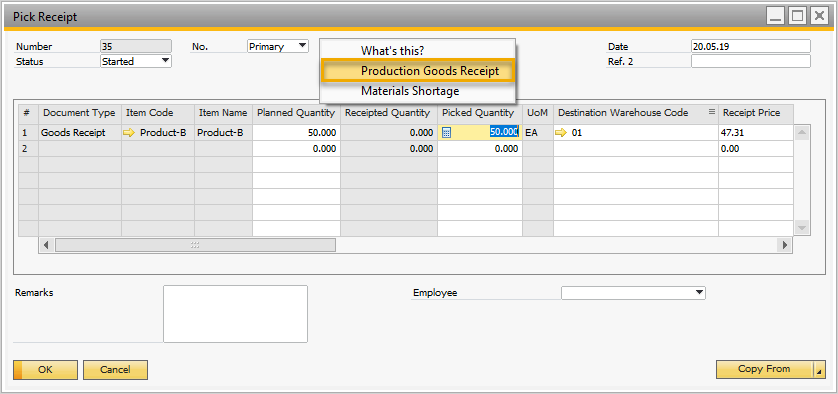 Pick Receipt
Number 35 No. Primary What's this? Date 20.05.19
Status Started Production Goods Receipt Ref. 2
Materials Shortage
# Document Type Item Code Item Name Planned Quantity Receipted Quantity Picked Quantity UoM Destination Warehouse Code Receipt Price
1 Goods Receipt Product-B Product-B 50.000 0.000 50.000 EA 01 47.31
2 0.000 0.000 0.000 0.00
Remarks Employee
OK Cancel Copy From